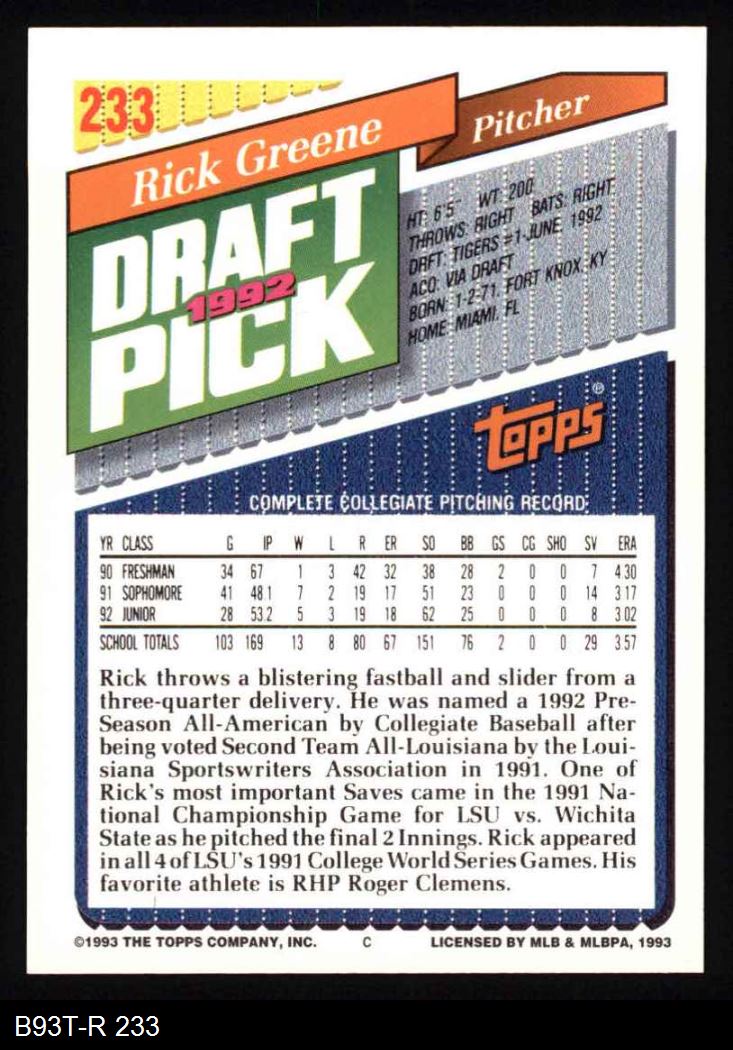 233
Rick Greene
Pitcher
DRAFT
1992
PICK
HT: 6'5" WT: 200
THROWS: RIGHT BATS: RIGHT
DRFT: TIGERS #1-JUNE, 1992
ACQ: VIA DRAFT
BORN: 1-2-71, FORT KNOX, KY
HOME: MIAMI, FL
Topps®
COMPLETE COLLEGIATE PITCHING RECORD
YR CLASS G IP W L R ER SO BB GS CG SHO SV ERA
90 FRESHMAN 34 67 1 3 42 32 38 28 2 0 0 7 4.30
91 SOPHOMORE 41 48.1 7 2 19 17 51 23 0 0 0 14 3.17
92 JUNIOR 28 53.2 5 3 19 18 62 25 0 0 0 8 3.02
SCHOOL TOTALS 103 169 13 8 80 67 151 76 2 0 0 29 3.57
Rick throws a blistering fastball and slider from a
three-quarter delivery. He was named a 1992 Pre-
Season All-American by Collegiate Baseball after
being voted Second Team All-Louisiana by the Loui-
siana Sportswriters Association in 1991. One of
Rick's most important Saves came in the 1991 Na-
tional Championship Game for LSU vs. Wichita
State as he pitched the final 2 Innings. Rick appeared
in all 4 of LSU's 1991 College World Series Games. His
favorite athlete is RHP Roger Clemens.
©1993 THE TOPPS COMPANY, INC. C LICENSED BY MLB & MLBPA, 1993
B93T-R 233